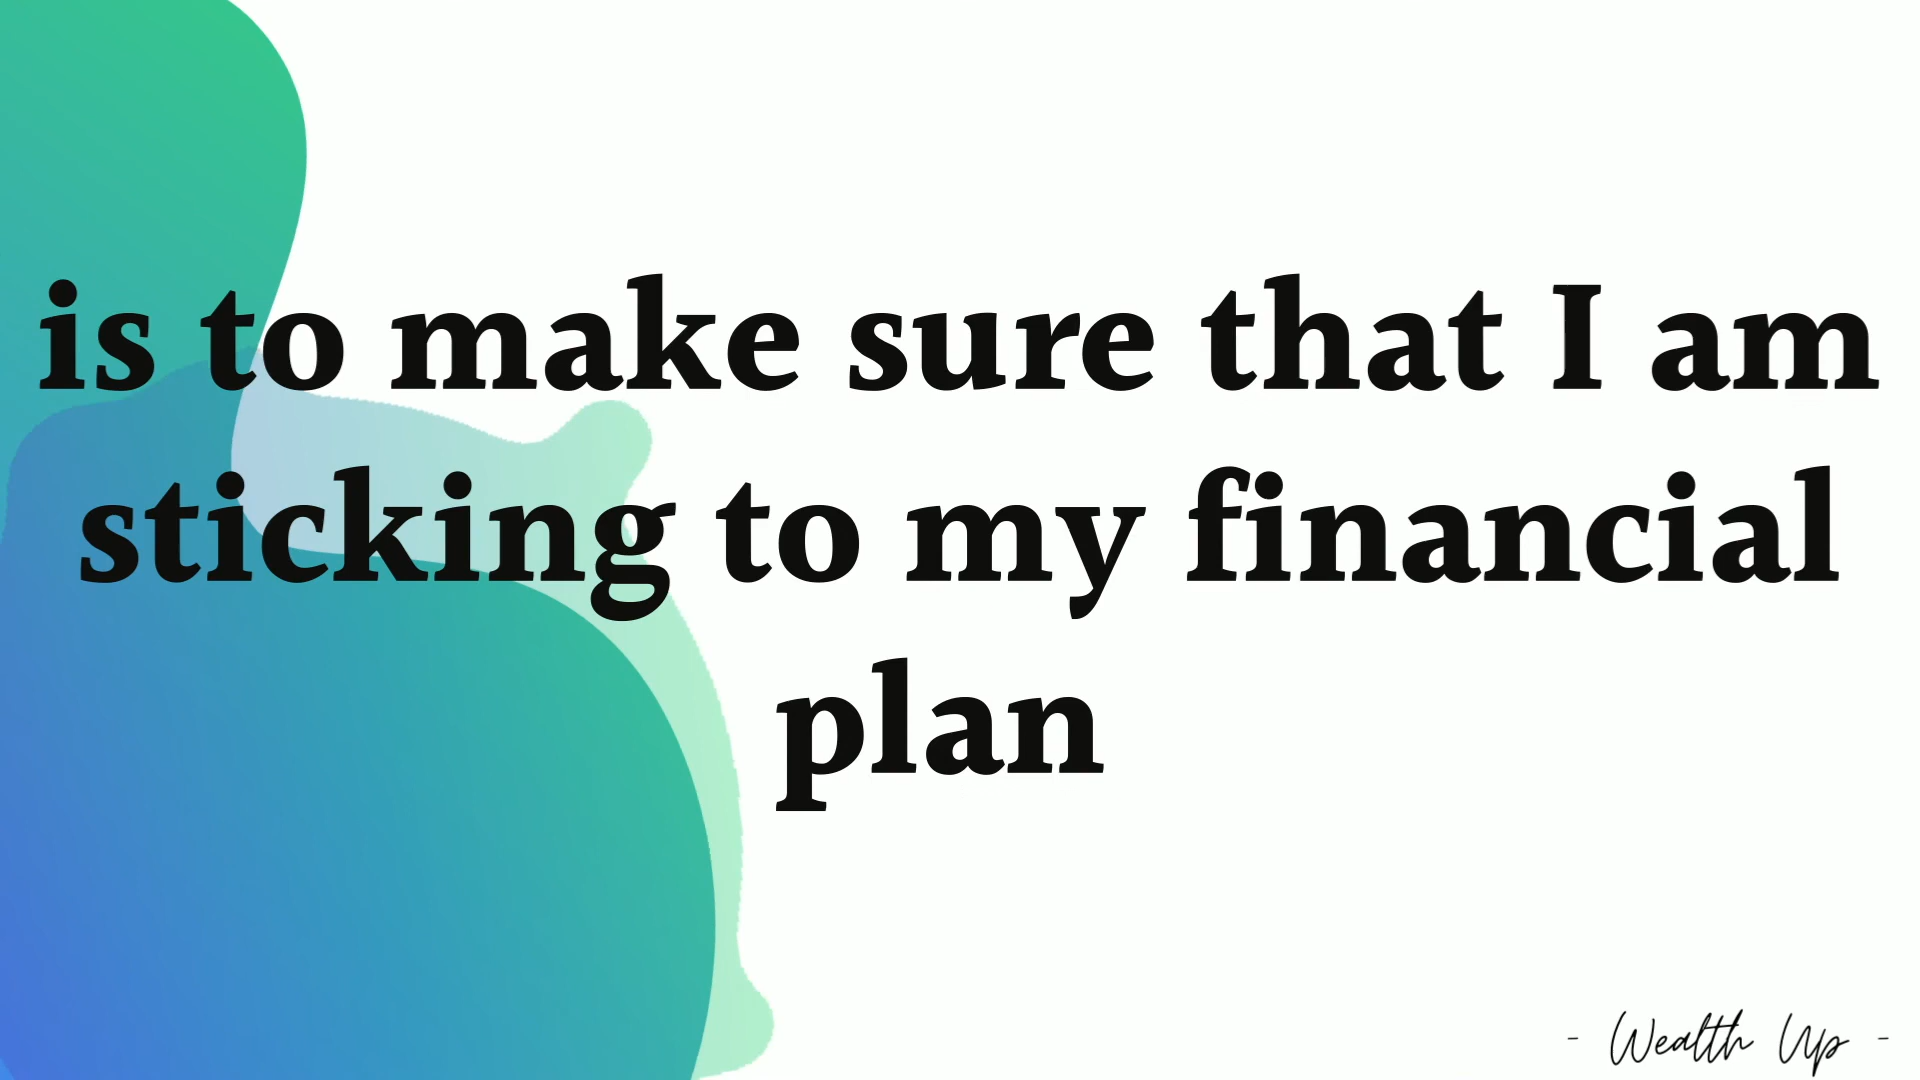 is to make sure that I am
sticking to my financial
plan
- Wealth Up -